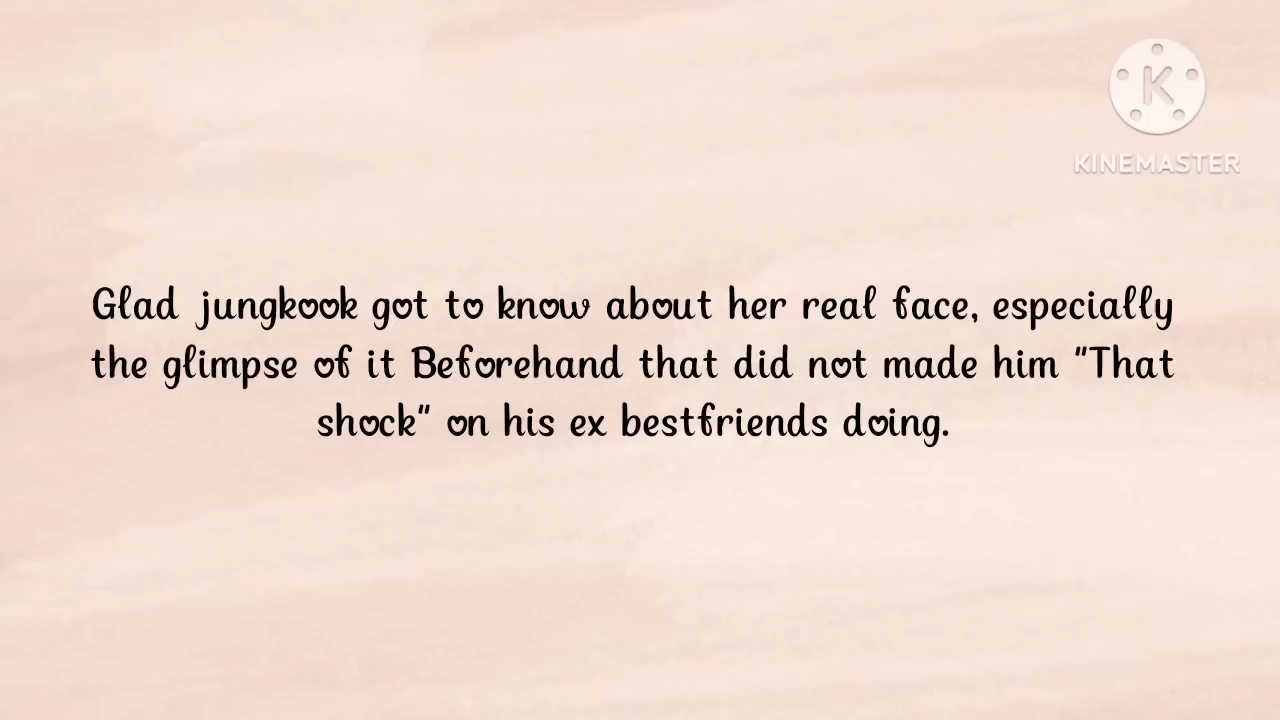 K
KINEMASTER
Glad jungkook got to know about her real face, especially
the glimpse of it Beforehand that did not made him "That
shock" on his ex bestfriends doing.